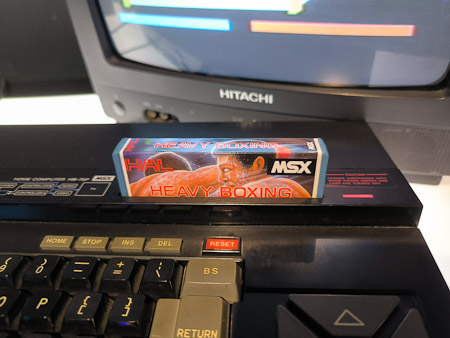 HITACHI
HEAVY BOXING
HAL
MSX
HEAVY BOXING
HOME COMPUTER
MSX
HOME
STOP
INS
DEL
RESET
BS
P
£
RETURN